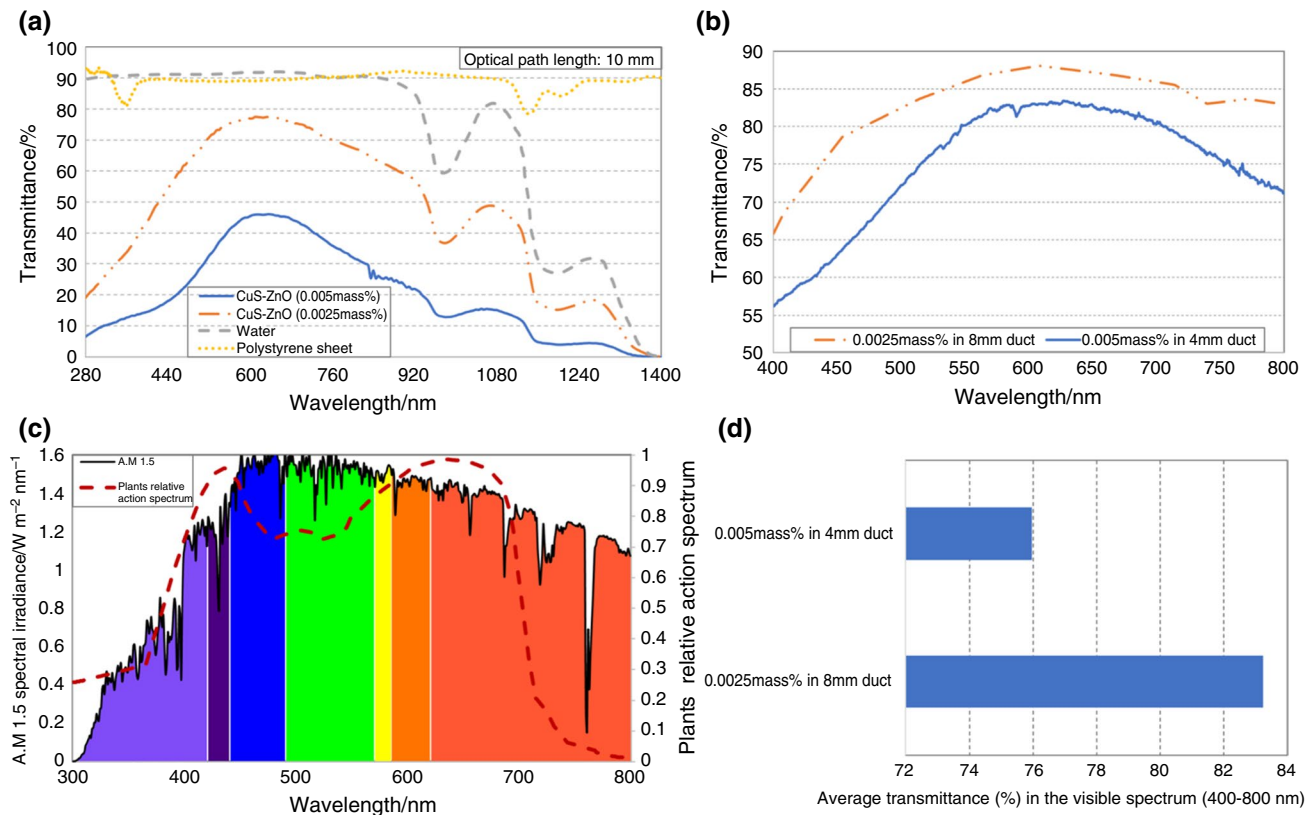 (a)
100
90
80
70
60
50
40
30
20
10
0
Transmittance/%
Optical path length: 10 mm
CuS-ZnO (0.005mass%)
CuS-ZnO (0.0025mass%)
Water
Polystyrene sheet
280 440 600 760 920 1080 1240 1400
Wavelength/nm
(b)
90
85
80
75
70
65
60
55
50
Transmittance/%
0.0025mass% in 8mm duct 0.005mass% in 4mm duct
400 450 500 550 600 650 700 750 800
Wavelength/nm
(c)
1.6
1.4
1.2
1
0.8
0.6
0.4
0.2
0
A.M 1.5 spectral irradiance/W m−2 nm−1
A.M 1.5
Plants relative
action spectrum
1
0.9
0.8
0.7
0.6
0.5
0.4
0.3
0.2
0.1
0
Plants relative action spectrum
300 400 500 600 700 800
Wavelength/nm
(d)
0.005mass% in 4mm duct
0.0025mass% in 8mm duct
72 74 76 78 80 82 84
Average transmittance (%) in the visible spectrum (400-800 nm)